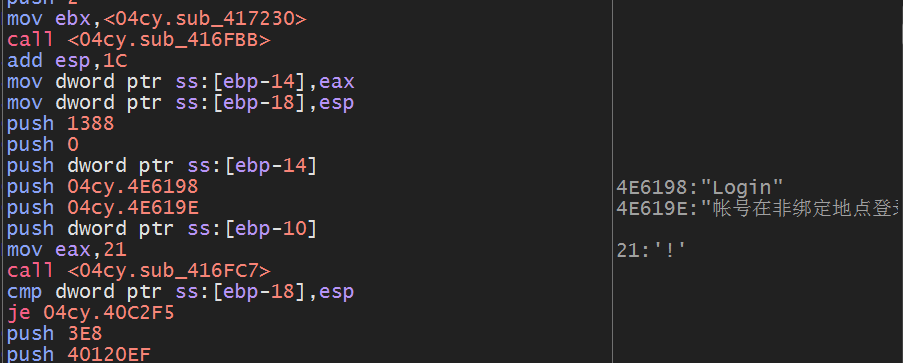 push 2
mov ebx,<04cy.sub_417230>
call <04cy.sub_416FBB>
add esp,1C
mov dword ptr ss:[ebp-14],eax
mov dword ptr ss:[ebp-18],esp
push 1388
push 0
push dword ptr ss:[ebp-14]
push 04cy.4E6198 4E6198:"Login"
push 04cy.4E619E 4E619E:"帐号在非绑定地点登
push dword ptr ss:[ebp-10]
mov eax,21 21:'!'
call <04cy.sub_416FC7>
cmp dword ptr ss:[ebp-18],esp
je 04cy.40C2F5
push 3E8
push 40120EF